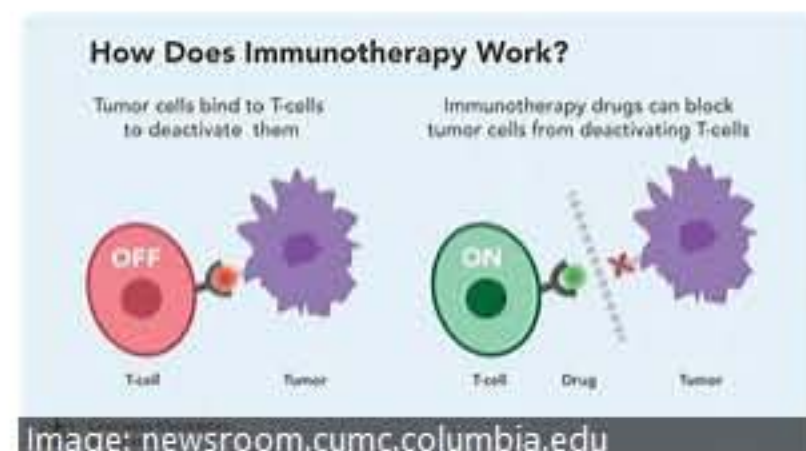 How Does Immunotherapy Work?
Tumor cells bind to T-cells
to deactivate them
Immunotherapy drugs can block
tumor cells from deactivating T-cells
OFF
ON
T-cell
Tumor
T-cell
Drug
Tumor
Image: newsroom.cumc.columbia.edu